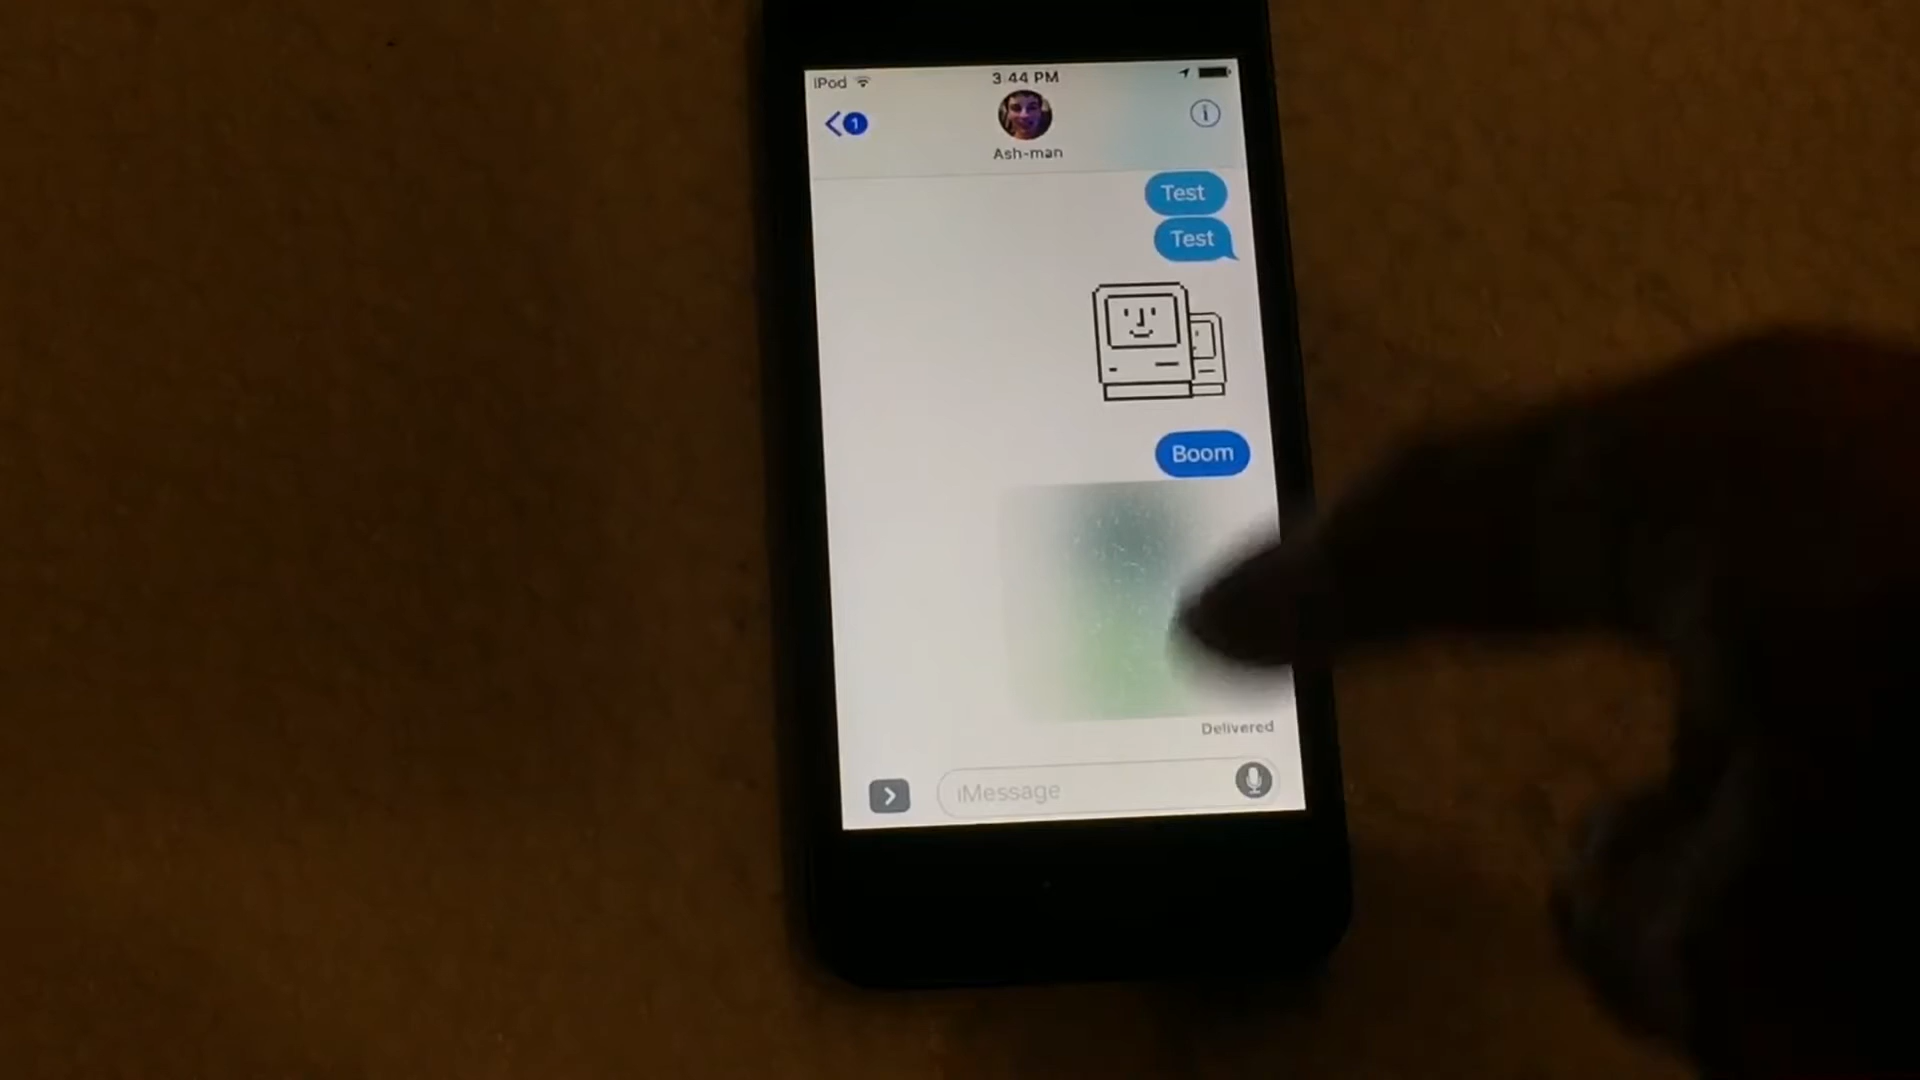 iPod 3:44 PM
1
Ash-man
Test
Test
Boom
Delivered
iMessage